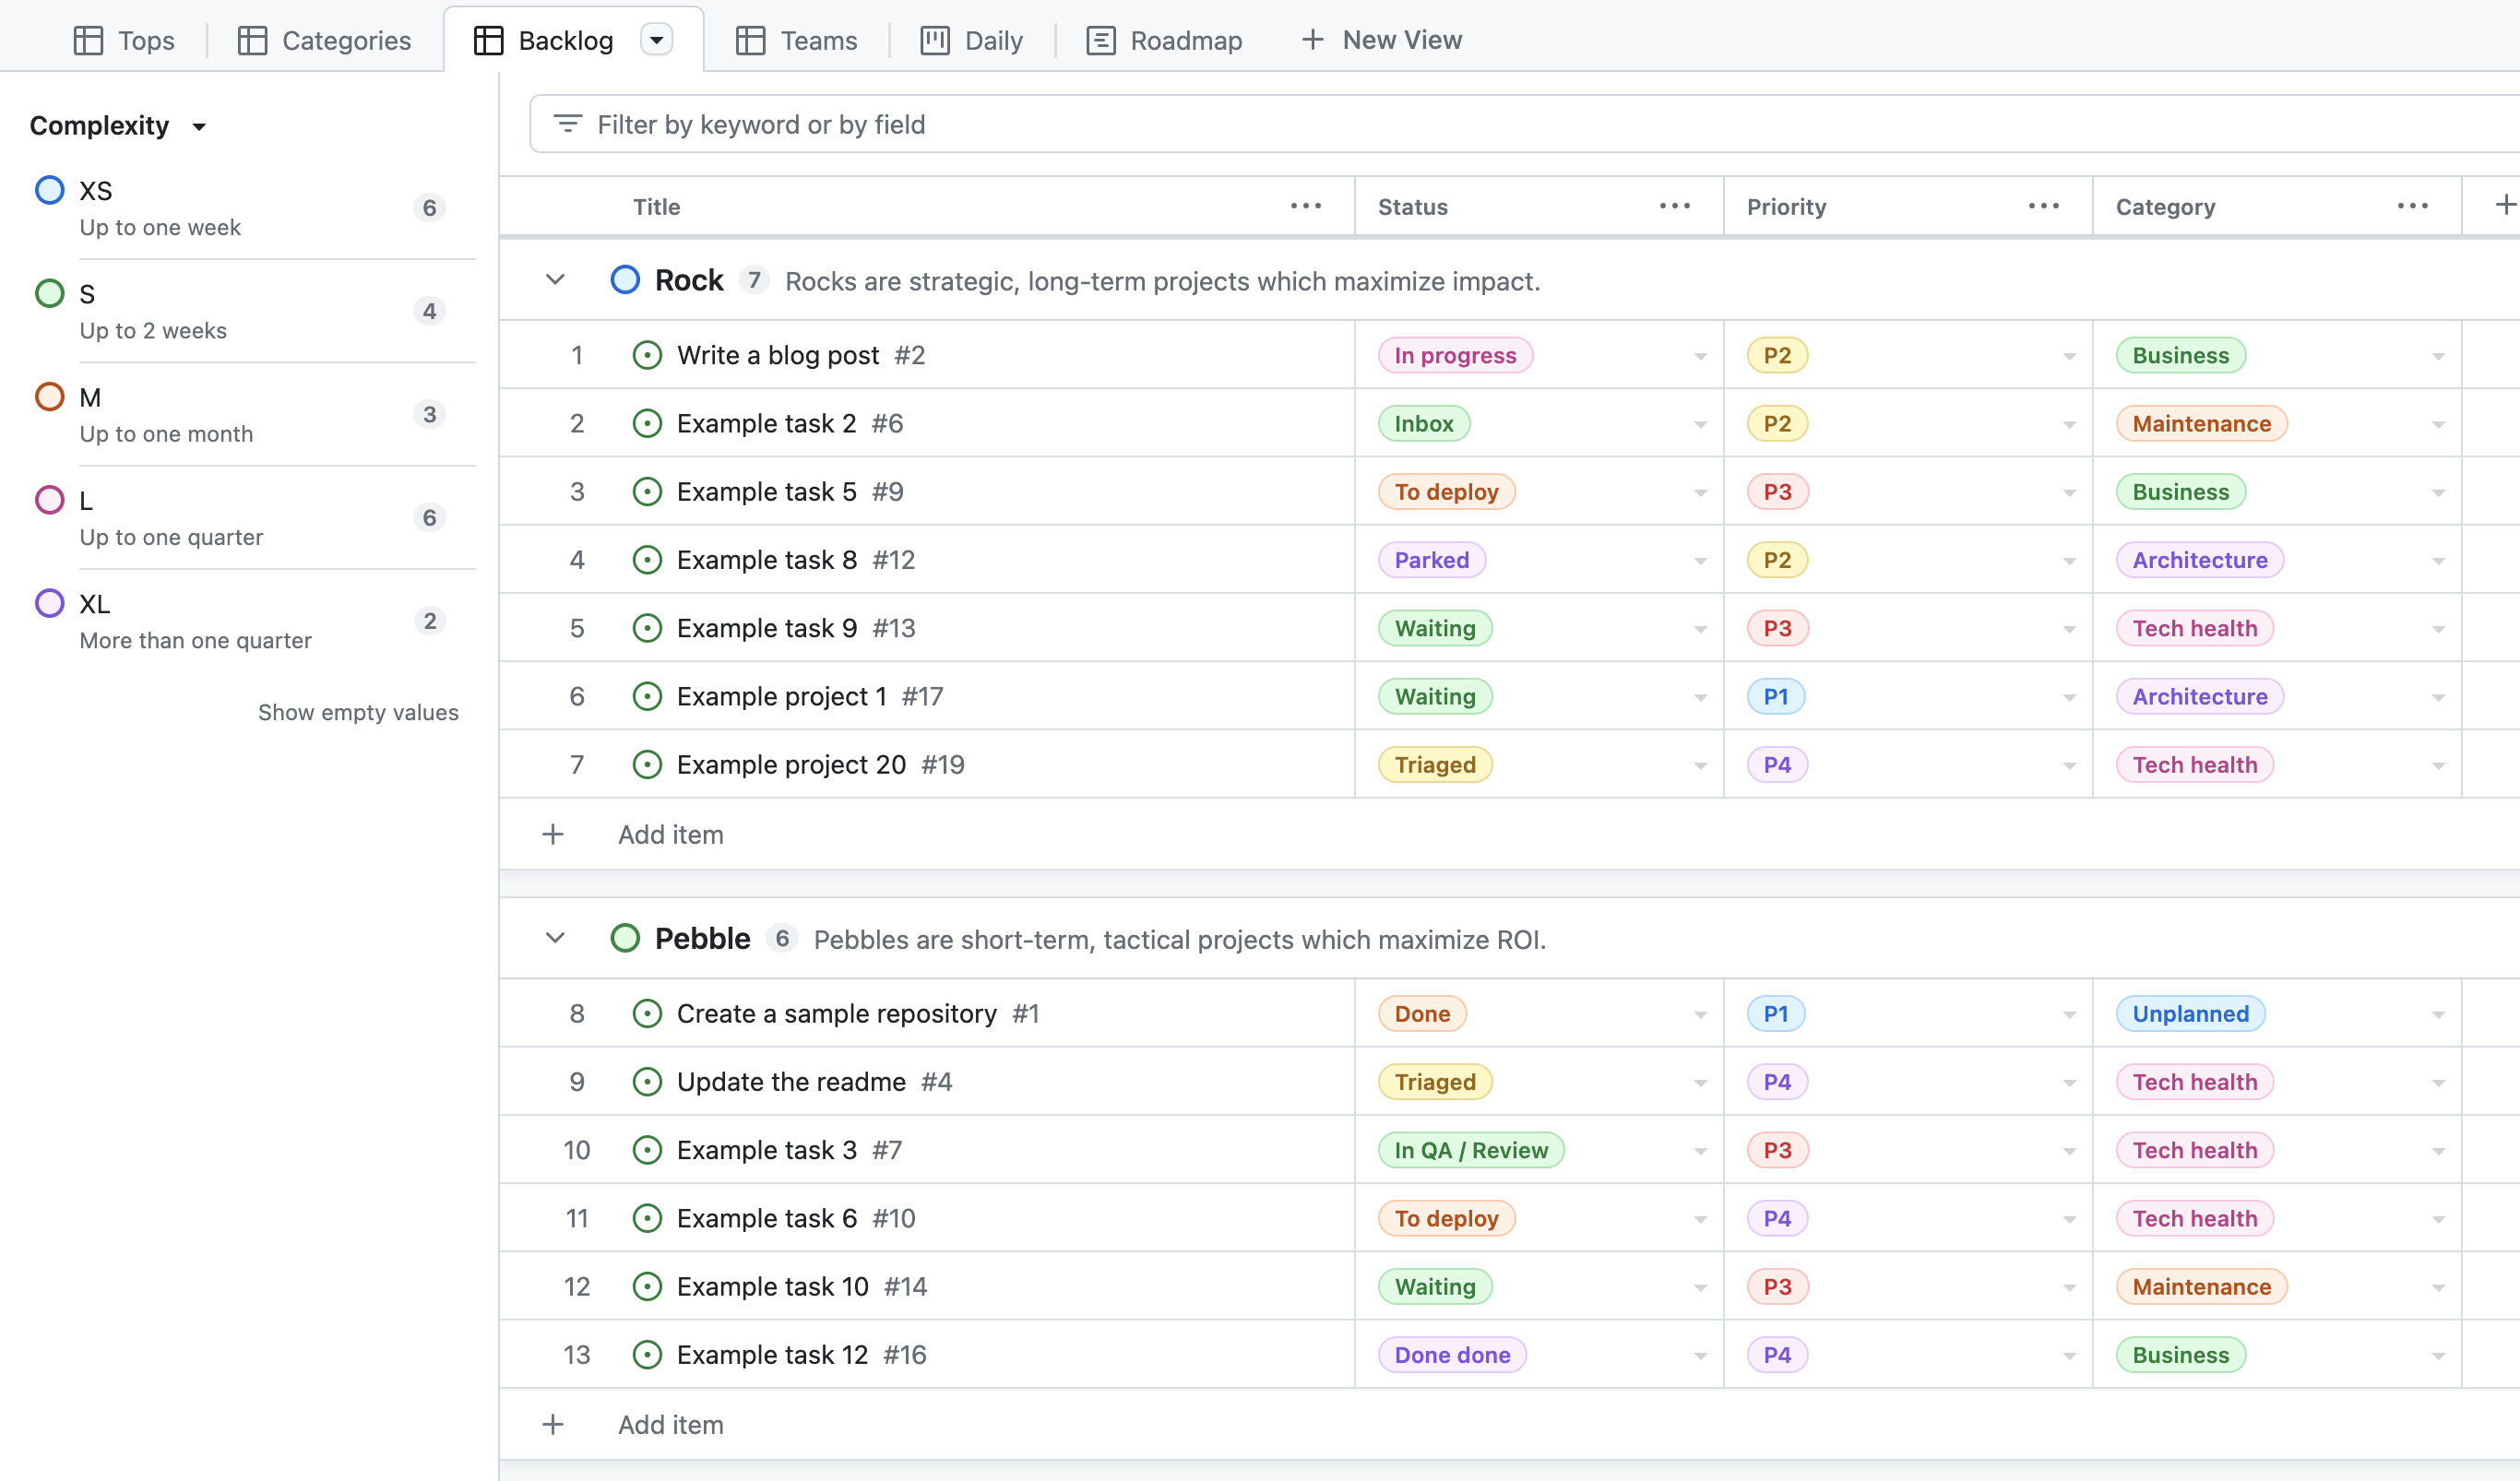 Tops Categories Backlog Teams Daily Roadmap New View
Complexity
XS 6
Up to one week
S 4
Up to 2 weeks
M 3
Up to one month
L 6
Up to one quarter
XL 2
More than one quarter
Show empty values
Filter by keyword or by field
Title Status Priority Category
Rock 7 Rocks are strategic, long-term projects which maximize impact.
1 Write a blog post #2 In progress P2 Business
2 Example task 2 #6 Inbox P2 Maintenance
3 Example task 5 #9 To deploy P3 Business
4 Example task 8 #12 Parked P2 Architecture
5 Example task 9 #13 Waiting P3 Tech health
6 Example project 1 #17 Waiting P1 Architecture
7 Example project 20 #19 Triaged P4 Tech health
Add item
Pebble 6 Pebbles are short-term, tactical projects which maximize ROI.
8 Create a sample repository #1 Done P1 Unplanned
9 Update the readme #4 Triaged P4 Tech health
10 Example task 3 #7 In QA / Review P3 Tech health
11 Example task 6 #10 To deploy P4 Tech health
12 Example task 10 #14 Waiting P3 Maintenance
13 Example task 12 #16 Done done P4 Business
Add item